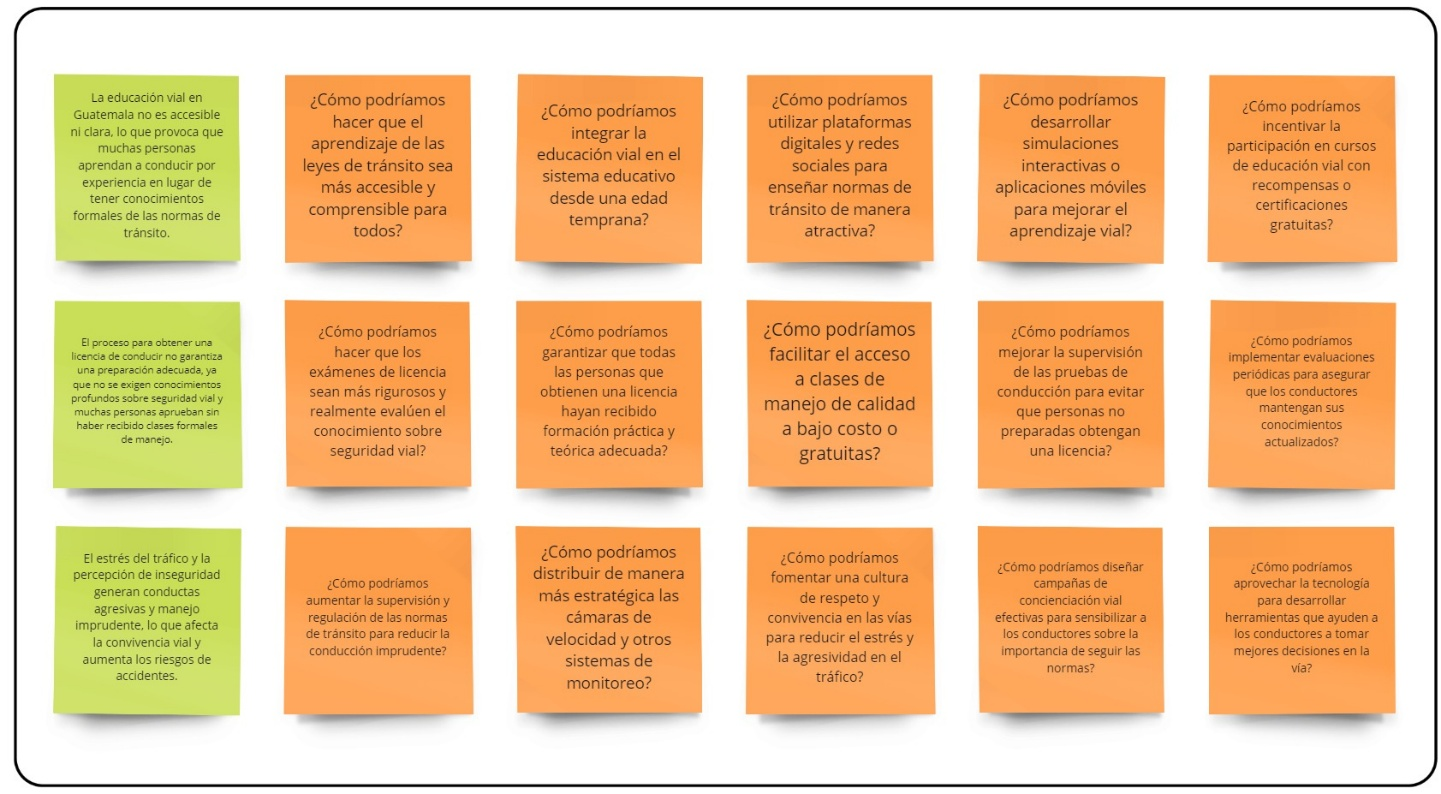 La educación vial en
Guatemala no es accesible
ni clara, lo que provoca que
muchas personas
aprendan a conducir por
experiencia en lugar de
tener conocimientos
formales de las normas de
tránsito.
¿Cómo podríamos
hacer que el
aprendizaje de las
leyes de tránsito sea
más accesible y
comprensible para
todos?
¿Cómo podríamos
integrar la
educación vial en el
sistema educativo
desde una edad
temprana?
¿Cómo podríamos
utilizar plataformas
digitales y redes
sociales para
enseñar normas de
tránsito de manera
atractiva?
¿Cómo podríamos
desarrollar
simulaciones
interactivas o
aplicaciones móviles
para mejorar el
aprendizaje vial?
¿Cómo podríamos
incentivar la
participación en cursos
de educación vial con
recompensas o
certificaciones
gratuitas?
El proceso para obtener una
licencia de conducir no garantiza
una preparación adecuada, ya
que no se exigen conocimientos
profundos sobre seguridad vial y
muchas personas aprueban sin
haber recibido clases formales
de manejo.
¿Cómo podríamos
hacer que los
exámenes de licencia
sean más rigurosos y
realmente evalúen el
conocimiento sobre
seguridad vial?
¿Cómo podríamos
garantizar que todas
las personas que
obtienen una licencia
hayan recibido
formación práctica y
teórica adecuada?
¿Cómo podríamos
facilitar el acceso
a clases de
manejo de calidad
a bajo costo o
gratuitas?
¿Cómo podríamos
mejorar la supervisión
de las pruebas de
conducción para evitar
que personas no
preparadas obtengan
una licencia?
¿Cómo podríamos
implementar evaluaciones
periódicas para asegurar
que los conductores
mantengan sus
conocimientos
actualizados?
El estrés del tráfico y la
percepción de inseguridad
generan conductas
agresivas y manejo
imprudente, lo que afecta
la convivencia vial y
aumenta los riesgos de
accidentes.
¿Cómo podríamos
aumentar la supervisión y
regulación de las normas
de tránsito para reducir la
conducción imprudente?
¿Cómo podríamos
distribuir de manera
más estratégica las
cámaras de
velocidad y otros
sistemas de
monitoreo?
¿Cómo podríamos
fomentar una cultura
de respeto y
convivencia en las vías
para reducir el estrés y
la agresividad en el
tráfico?
¿Cómo podríamos diseñar
campañas de
concienciación vial
efectivas para sensibilizar a
los conductores sobre la
importancia de seguir las
normas?
¿Cómo podríamos
aprovechar la tecnología
para desarrollar
herramientas que ayuden a
los conductores a tomar
mejores decisiones en la
vía?